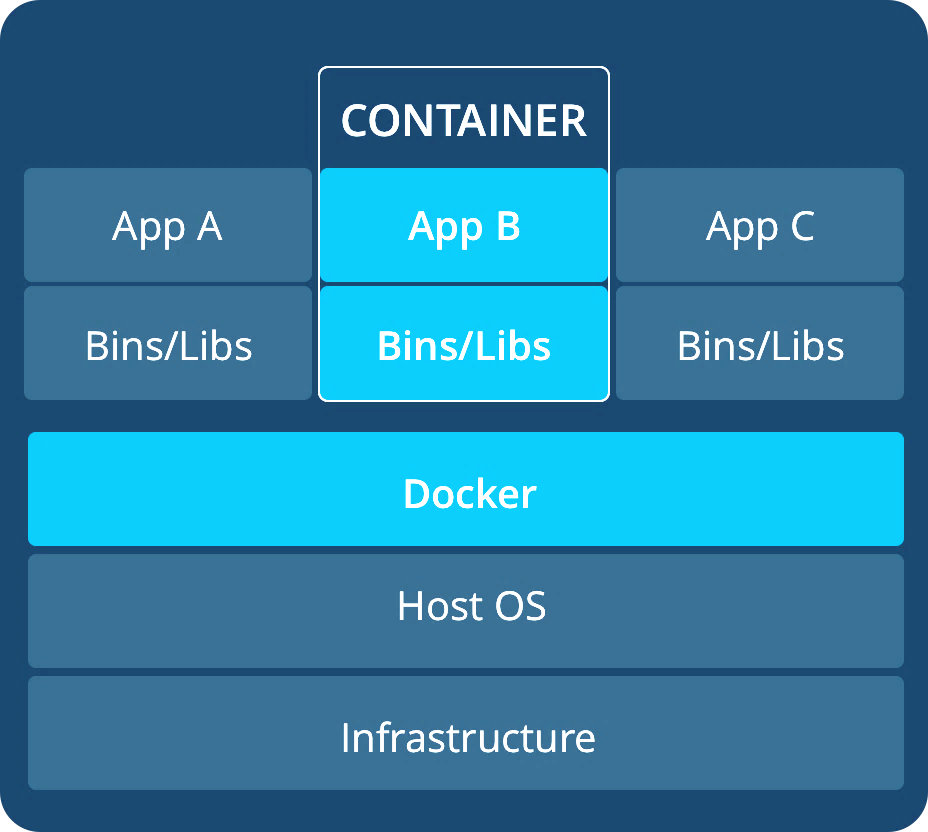 CONTAINER
App A
App B
App C
Bins/Libs
Bins/Libs
Bins/Libs
Docker
Host OS
Infrastructure